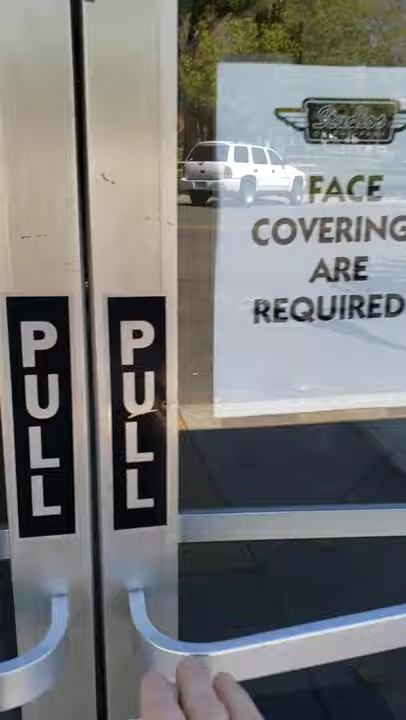 PULL
PULL
FACE
COVERING
ARE
REQUIRED